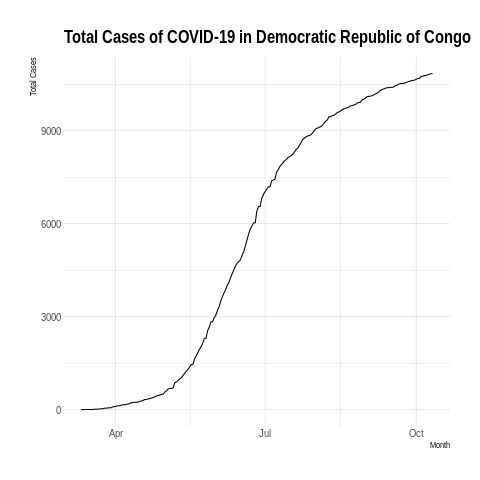 Total Cases of COVID-19 in Democratic Republic of Congo
Total Cases
9000
6000
3000
0
Apr Jul Oct
Month